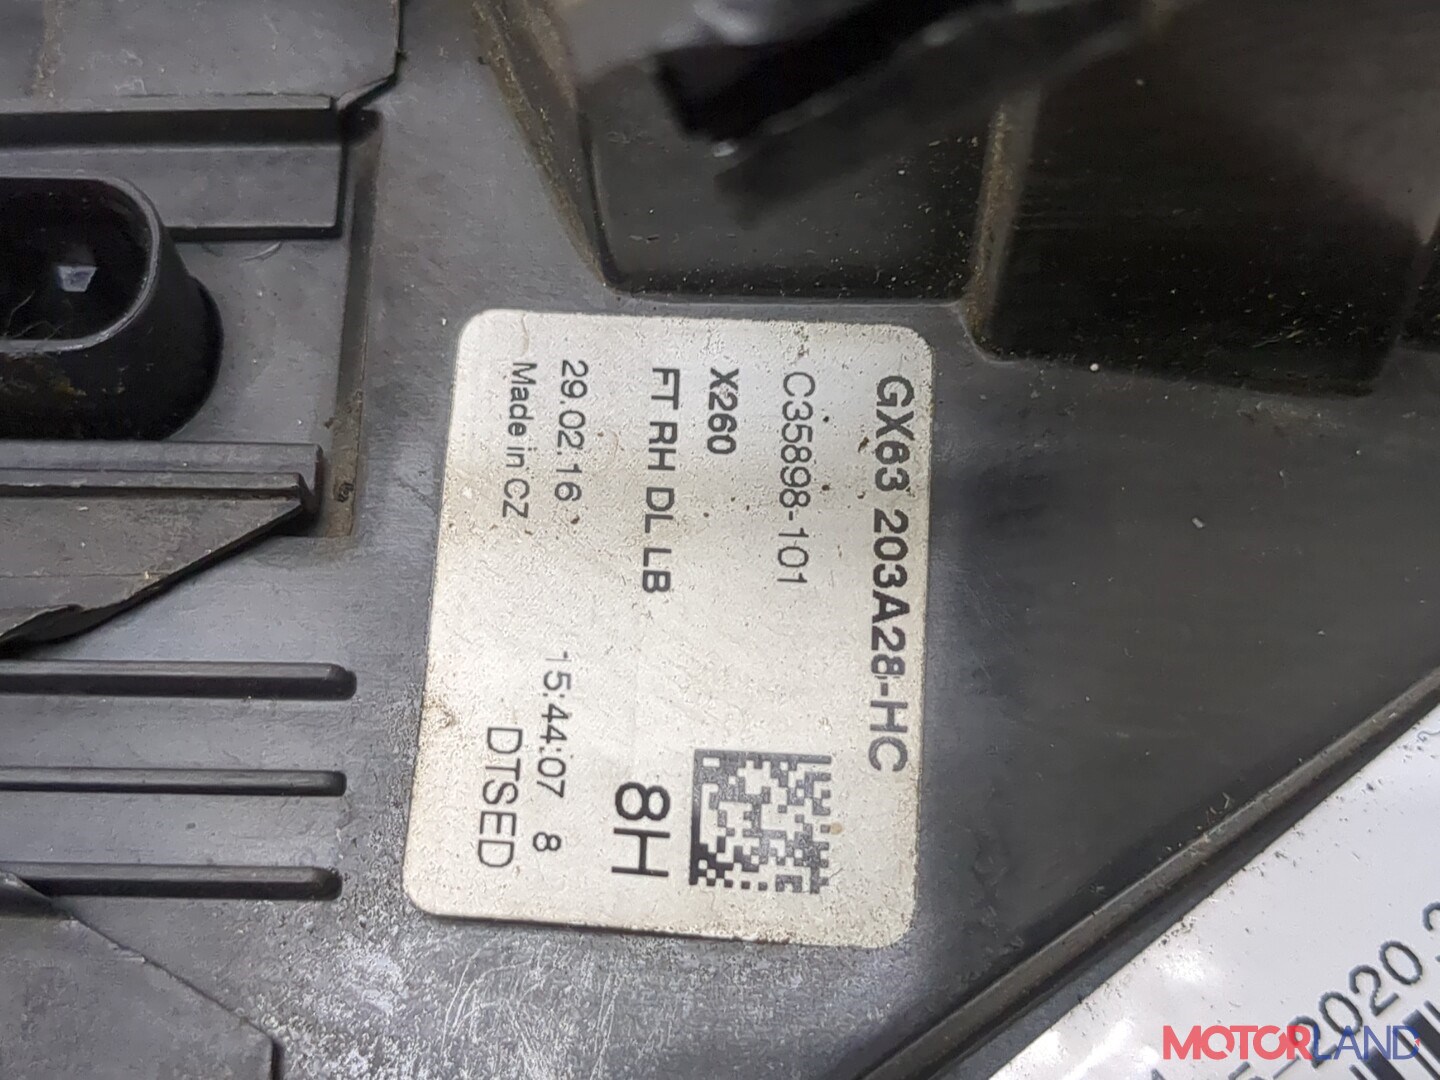 GX63 203A28-HC
C35898-101
X260
FT RH DL LB
8H
29.02.16 15:44:07 8
Made in CZ DTSED
-2020
MOTORLAND